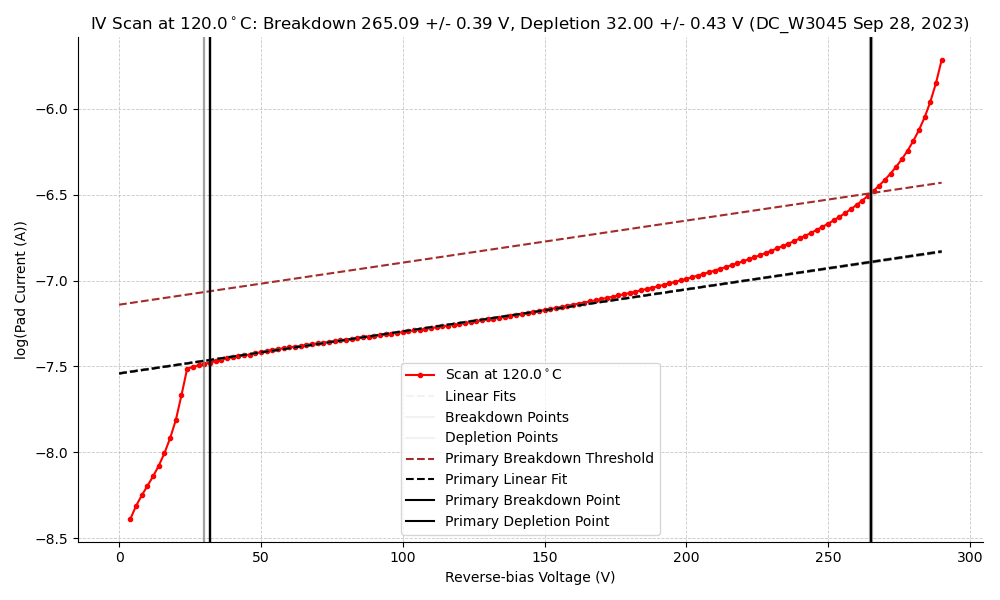 IV Scan at 120.0°C: Breakdown 265.09 +/- 0.39 V, Depletion 32.00 +/- 0.43 V (DC_W3045 Sep 28, 2023)
log(Pad Current (A))
−6.0
−6.5
−7.0
−7.5
−8.0
−8.5
Scan at 120.0°C
Linear Fits
Breakdown Points
Depletion Points
Primary Breakdown Threshold
Primary Linear Fit
Primary Breakdown Point
Primary Depletion Point
0 50 100 150 200 250 300
Reverse-bias Voltage (V)